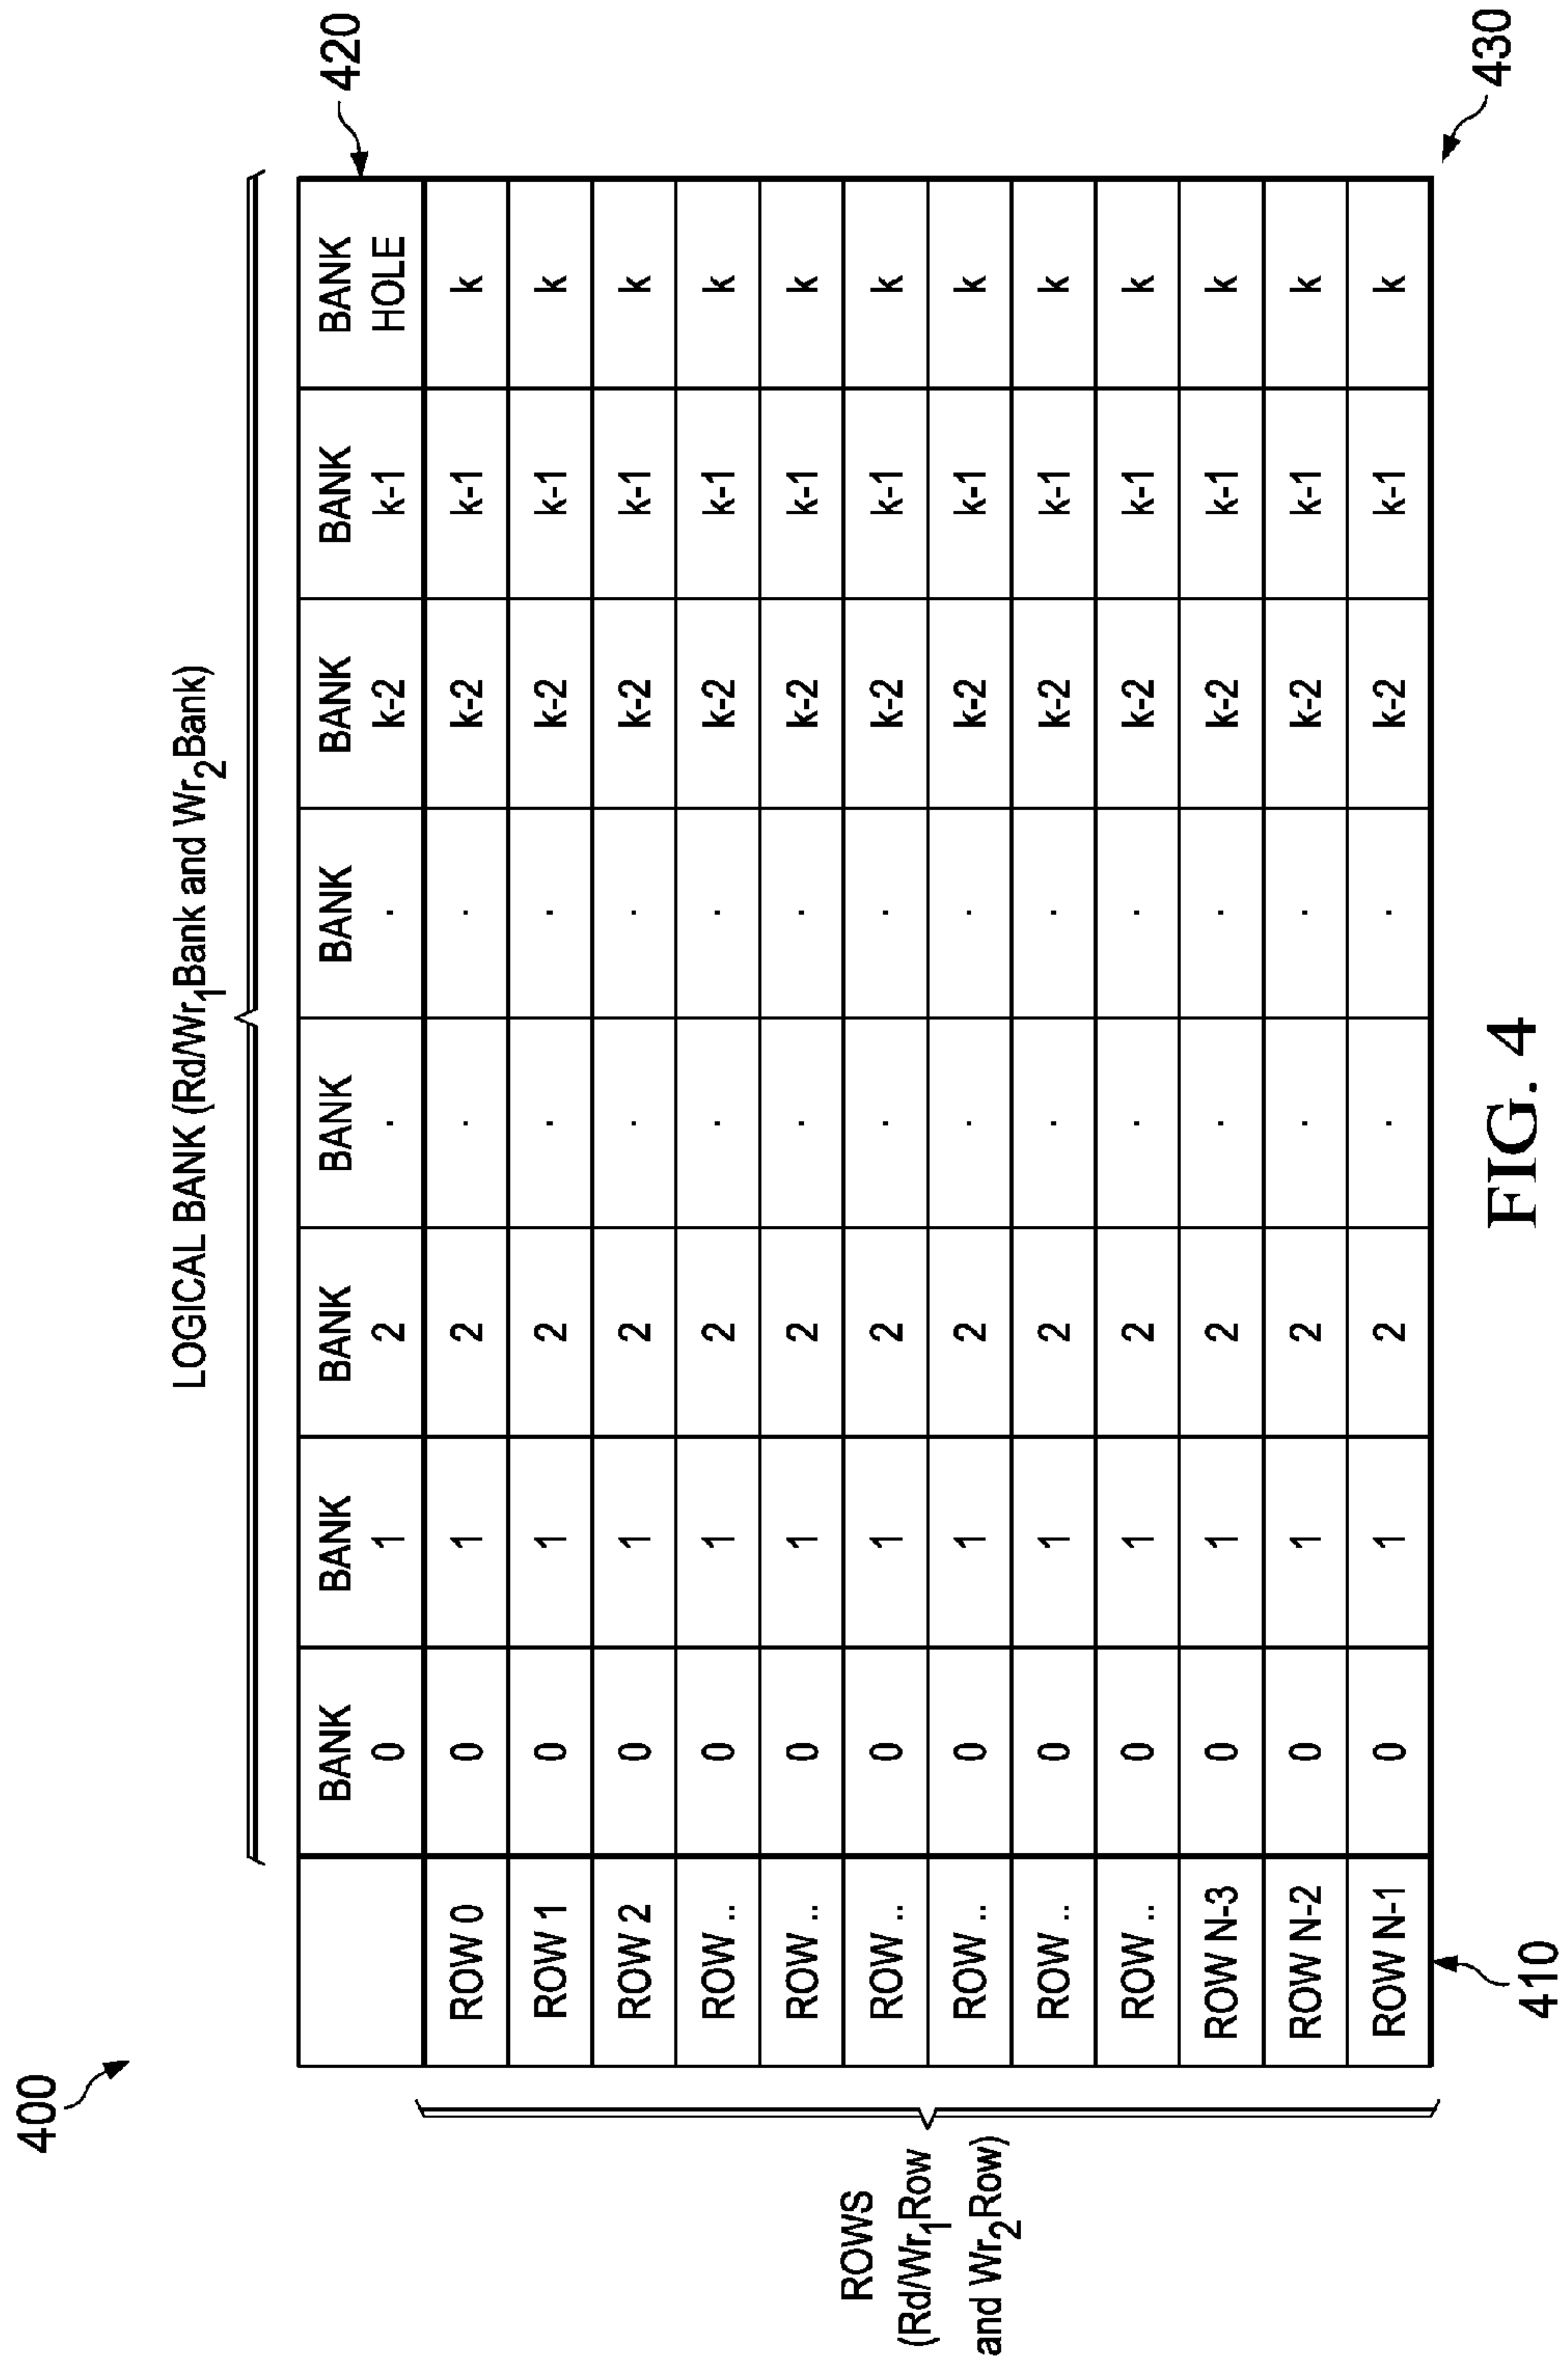 400
LOGICAL BANK (Rd/Wr1Bank and Wr2Bank)
420
BANK 0 BANK 1 BANK 2 BANK . BANK . BANK k-2 BANK k-1 BANK HOLE
ROW 0 0 1 2 . . k-2 k-1 k
ROW 1 0 1 2 . . k-2 k-1 k
ROW 2 0 1 2 . . k-2 k-1 k
ROW .. 0 1 2 . . k-2 k-1 k
ROW .. 0 1 2 . . k-2 k-1 k
ROW .. 0 1 2 . . k-2 k-1 k
ROW .. 0 1 2 . . k-2 k-1 k
ROW .. 0 1 2 . . k-2 k-1 k
ROW .. 0 1 2 . . k-2 k-1 k
ROW N-3 0 1 2 . . k-2 k-1 k
ROW N-2 0 1 2 . . k-2 k-1 k
ROW N-1 0 1 2 . . k-2 k-1 k
ROWS
(Rd/Wr1Row
and Wr2Row)
410
430
FIG. 4